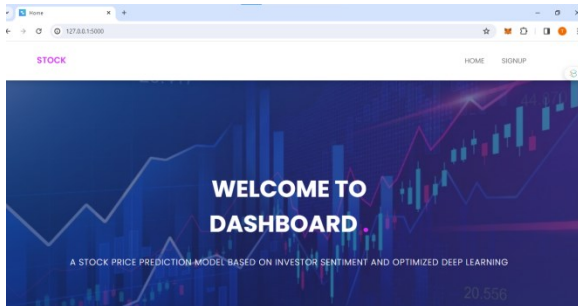 Home
127.0.0.1:5000
STOCK
HOME SIGNUP
WELCOME TO
DASHBOARD .
A STOCK PRICE PREDICTION MODEL BASED ON INVESTOR SENTIMENT AND OPTIMIZED DEEP LEARNING
20.556